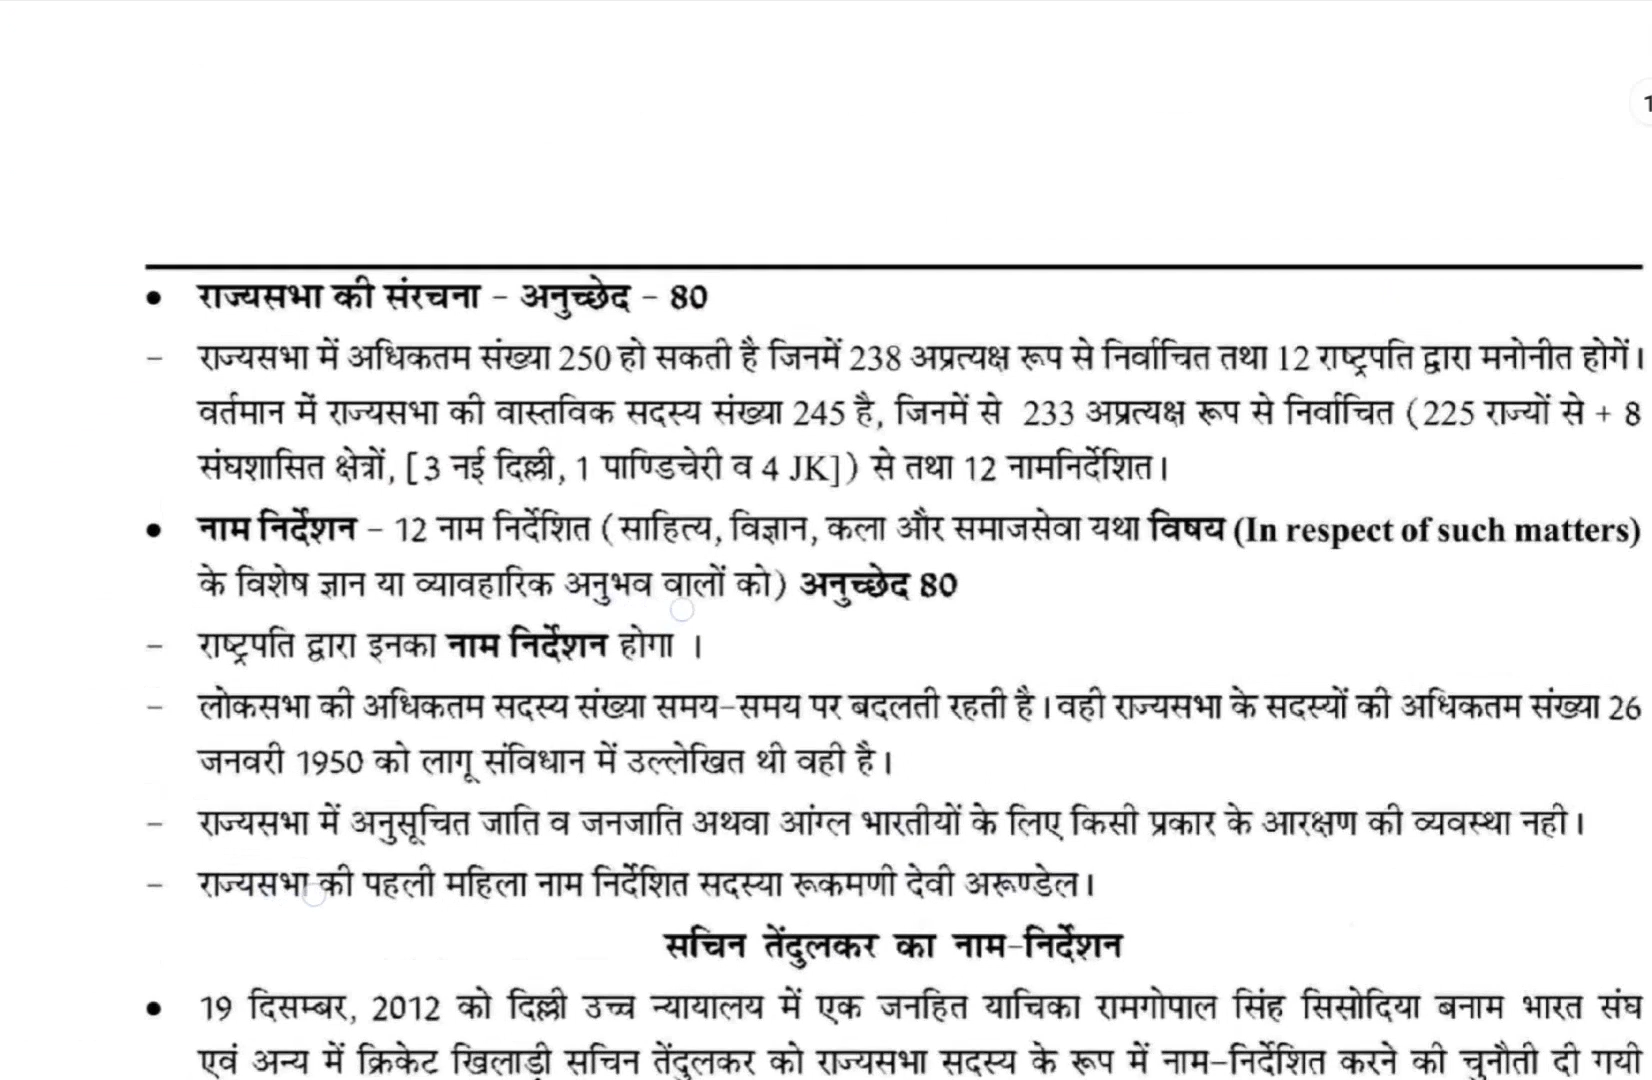 1
• राज्यसभा की संरचना - अनुच्छेद - 80
- राज्यसभा में अधिकतम संख्या 250 हो सकती है जिनमें 238 अप्रत्यक्ष रूप से निर्वाचित तथा 12 राष्ट्रपति द्वारा मनोनीत होगें।
वर्तमान में राज्यसभा की वास्तविक सदस्य संख्या 245 है, जिनमें से 233 अप्रत्यक्ष रूप से निर्वाचित (225 राज्यों से + 8
संघशासित क्षेत्रों, [3 नई दिल्ली, 1 पाण्डिचेरी व 4 JK]) से तथा 12 नामनिर्देशित।
• नाम निर्देशन - 12 नाम निर्देशित (साहित्य, विज्ञान, कला और समाजसेवा यथा विषय (In respect of such matters)
के विशेष ज्ञान या व्यावहारिक अनुभव वालों को) अनुच्छेद 80
- राष्ट्रपति द्वारा इनका नाम निर्देशन होगा ।
- लोकसभा की अधिकतम सदस्य संख्या समय-समय पर बदलती रहती है। वही राज्यसभा के सदस्यों की अधिकतम संख्या 26
जनवरी 1950 को लागू संविधान में उल्लेखित थी वही है।
- राज्यसभा में अनुसूचित जाति व जनजाति अथवा आंग्ल भारतीयों के लिए किसी प्रकार के आरक्षण की व्यवस्था नही।
- राज्यसभा की पहली महिला नाम निर्देशित सदस्या रूकमणी देवी अरूण्डेल।
सचिन तेंदुलकर का नाम-निर्देशन
• 19 दिसम्बर, 2012 को दिल्ली उच्च न्यायालय में एक जनहित याचिका रामगोपाल सिंह सिसोदिया बनाम भारत संघ
एवं अन्य में क्रिकेट खिलाड़ी सचिन तेंदुलकर को राज्यसभा सदस्य के रूप में नाम-निर्देशित करने की चुनौती दी गयी